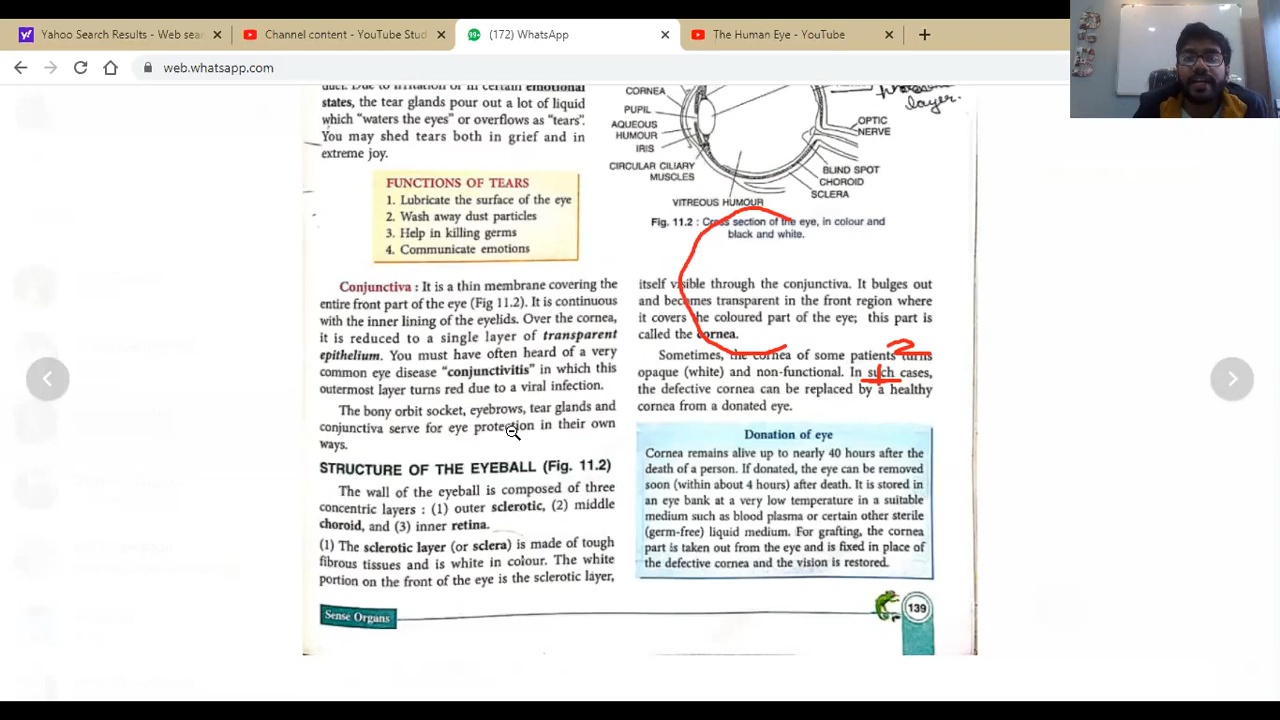 Yahoo Search Results - Web sea
Channel content - YouTube Stud
(172) WhatsApp
The Human Eye - YouTube
web.whatsapp.com
duct. Due to irritation or in certain emotional
states, the tear glands pour out a lot of liquid
which “waters the eyes” or overflows as “tears”.
You may shed tears both in grief and in
extreme joy.
FUNCTIONS OF TEARS
1. Lubricate the surface of the eye
2. Wash away dust particles
3. Help in killing germs
4. Communicate emotions
Conjunctiva : It is a thin membrane covering the
entire front part of the eye (Fig 11.2). It is continuous
with the inner lining of the eyelids. Over the cornea,
it is reduced to a single layer of transparent
epithelium. You must have often heard of a very
common eye disease “conjunctivitis” in which this
outermost layer turns red due to a viral infection.
The bony orbit socket, eyebrows, tear glands and
conjunctiva serve for eye protection in their own
ways.
STRUCTURE OF THE EYEBALL (Fig. 11.2)
The wall of the eyeball is composed of three
concentric layers : (1) outer sclerotic, (2) middle
choroid, and (3) inner retina.
(1) The sclerotic layer (or sclera) is made of tough
fibrous tissues and is white in colour. The white
portion on the front of the eye is the sclerotic layer,
CORNEA
PUPIL
AQUEOUS
HUMOUR
IRIS
CIRCULAR CILIARY
MUSCLES
VITREOUS HUMOUR
layer.
OPTIC
NERVE
BLIND SPOT
CHOROID
SCLERA
Fig. 11.2 : Cross section of the eye, in colour and
black and white.
itself visible through the conjunctiva. It bulges out
and becomes transparent in the front region where
it covers the coloured part of the eye; this part is
called the cornea.
Sometimes, the cornea of some patients turns
opaque (white) and non-functional. In such cases,
the defective cornea can be replaced by a healthy
cornea from a donated eye.
Donation of eye
Cornea remains alive up to nearly 40 hours after the
death of a person. If donated, the eye can be removed
soon (within about 4 hours) after death. It is stored in
an eye bank at a very low temperature in a suitable
medium such as blood plasma or certain other sterile
(germ-free) liquid medium. For grafting, the cornea
part is taken out from the eye and is fixed in place of
the defective cornea and the vision is restored.
Sense Organs
139